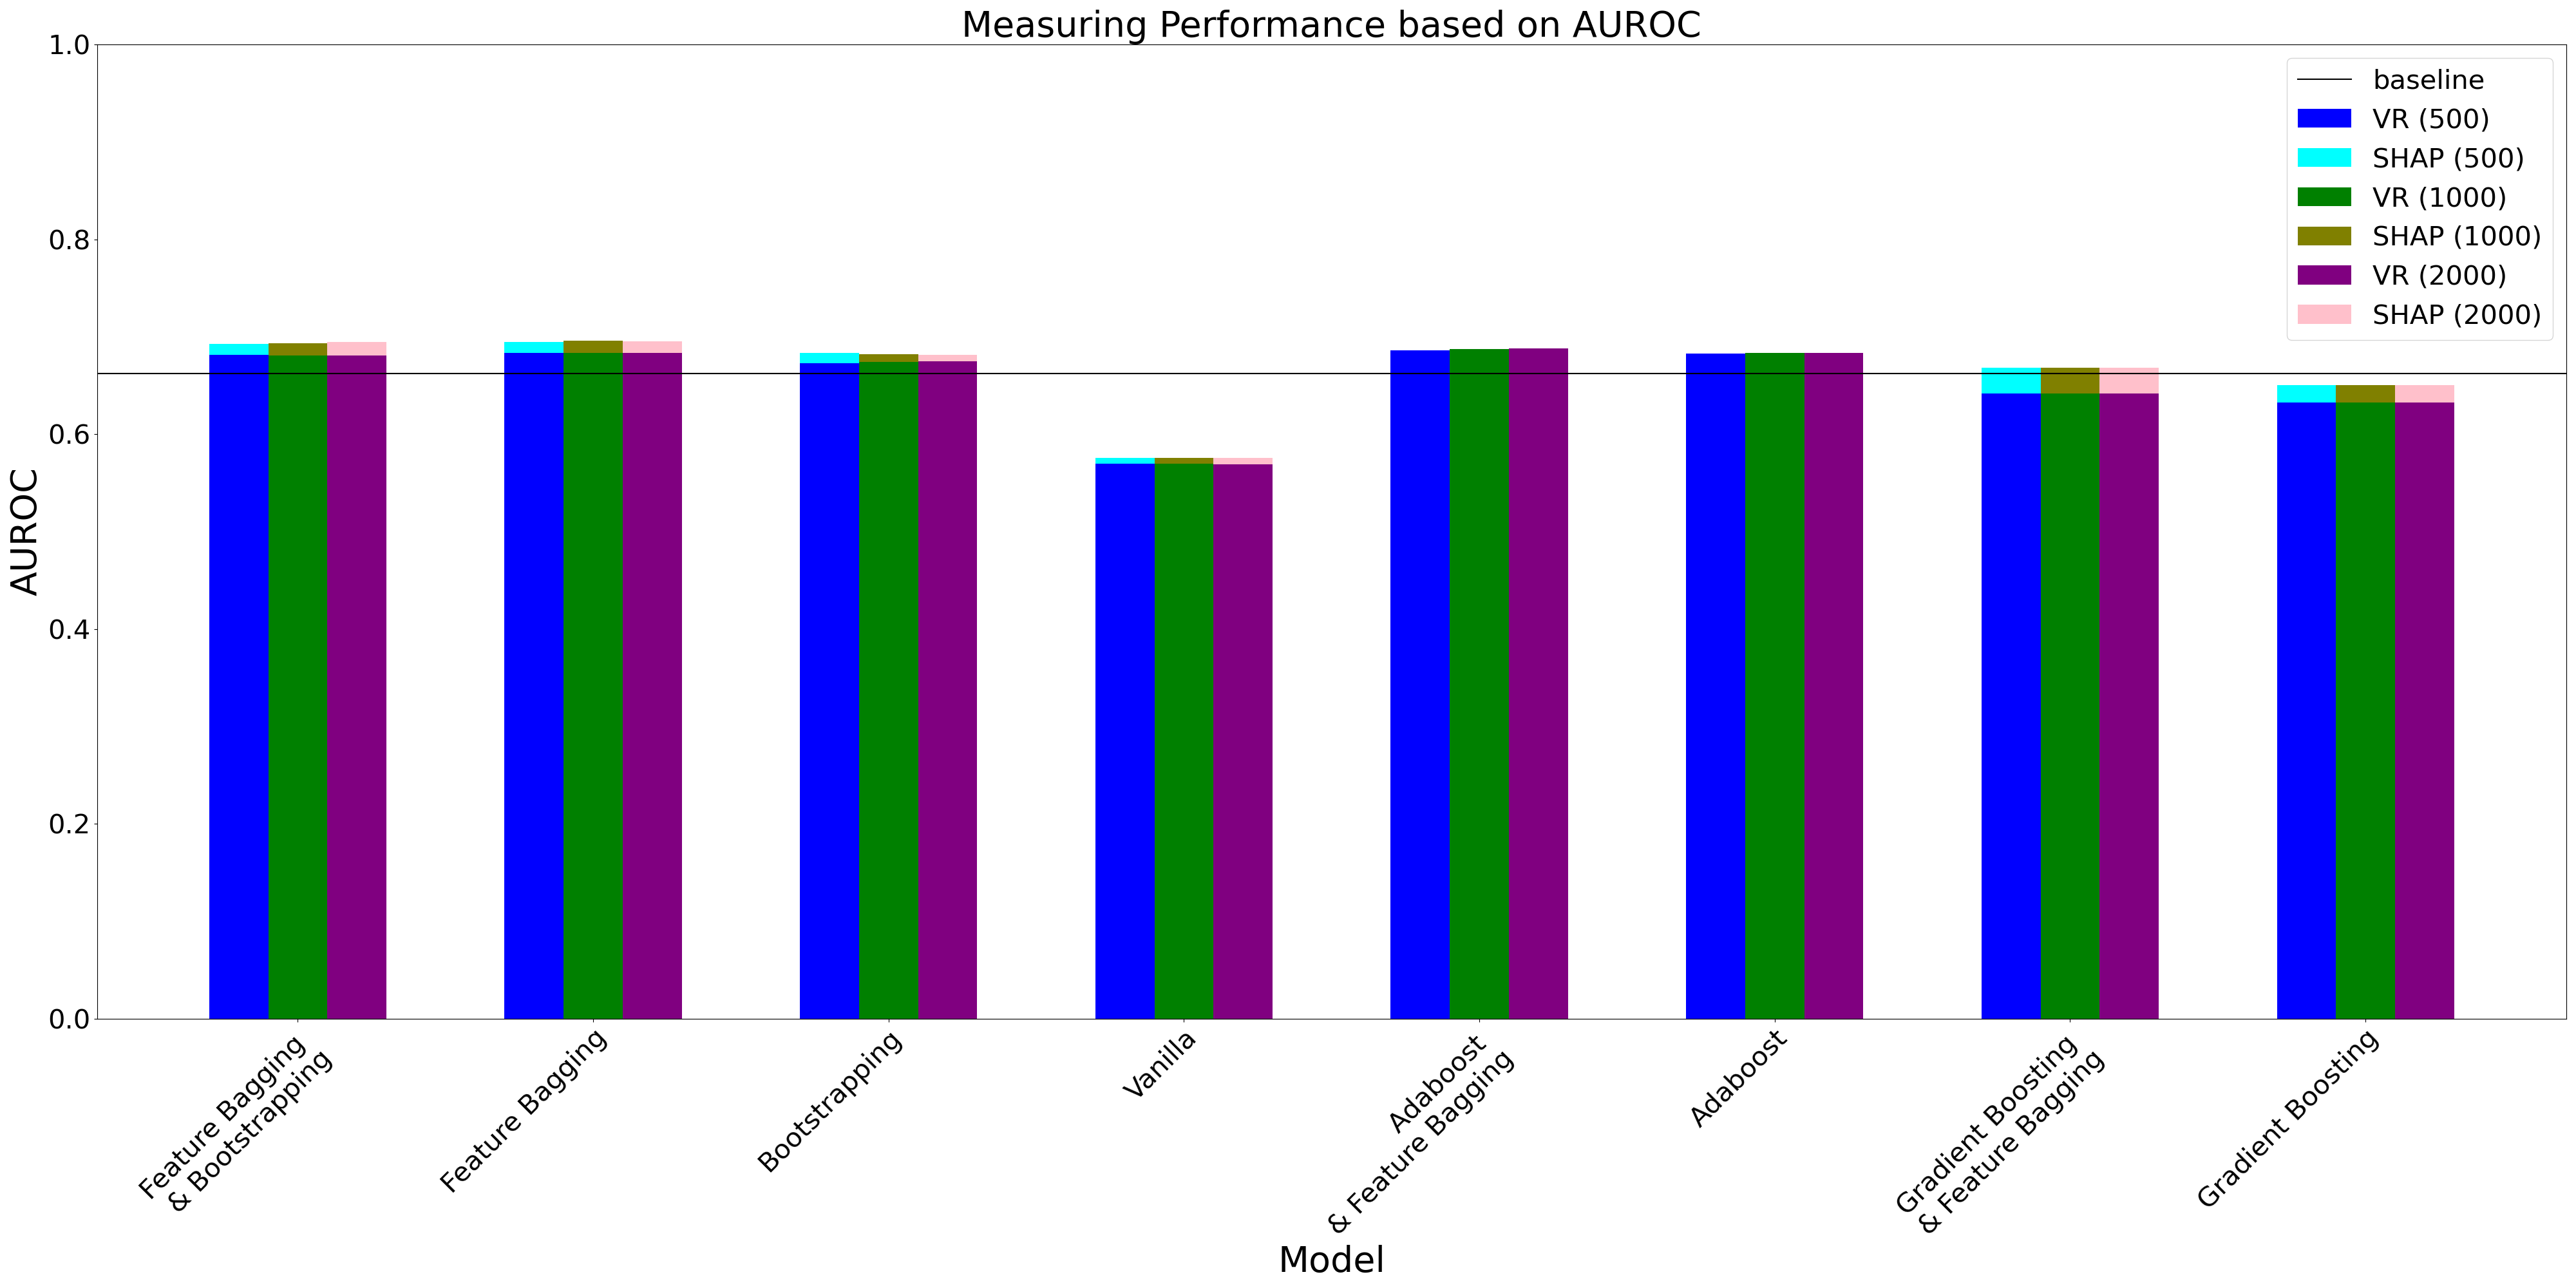 Measuring Performance based on AUROC
1.0
0.8
0.6
0.4
0.2
0.0
AUROC
baseline
VR (500)
SHAP (500)
VR (1000)
SHAP (1000)
VR (2000)
SHAP (2000)
Feature Bagging
& Bootstrapping
Feature Bagging
Bootstrapping
Vanilla
Adaboost
& Feature Bagging
Adaboost
Gradient Boosting
& Feature Bagging
Gradient Boosting
Model